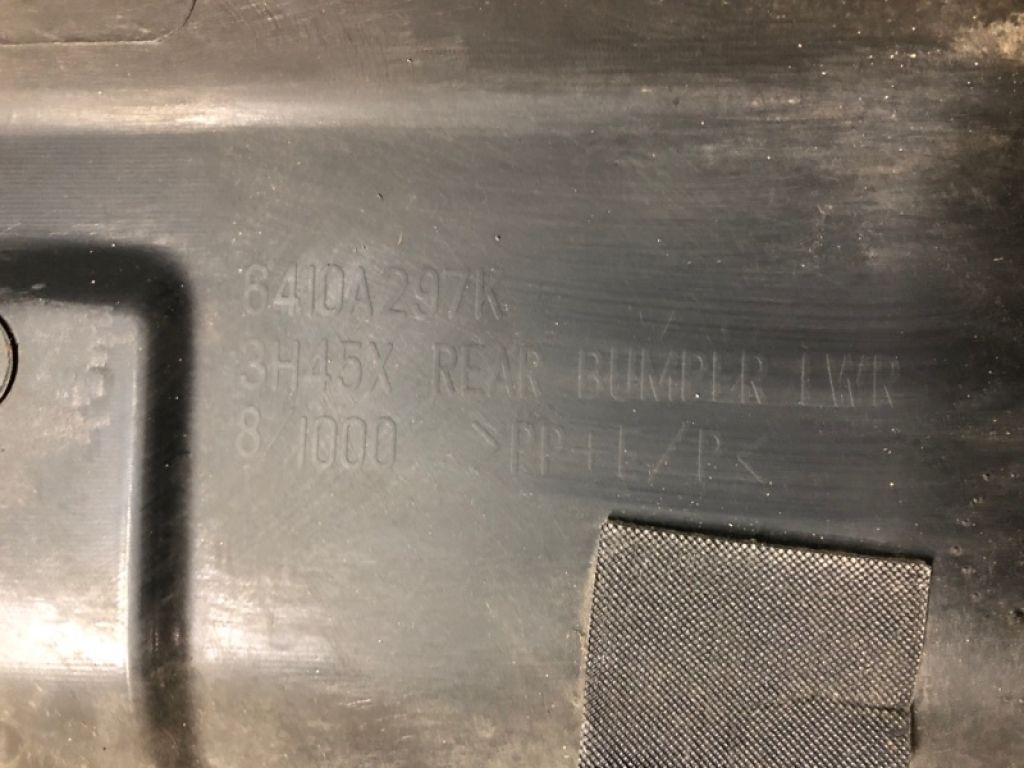 6410A297K
3H45X REAR BUMPER LWR
8/1000 >PP+E/P<